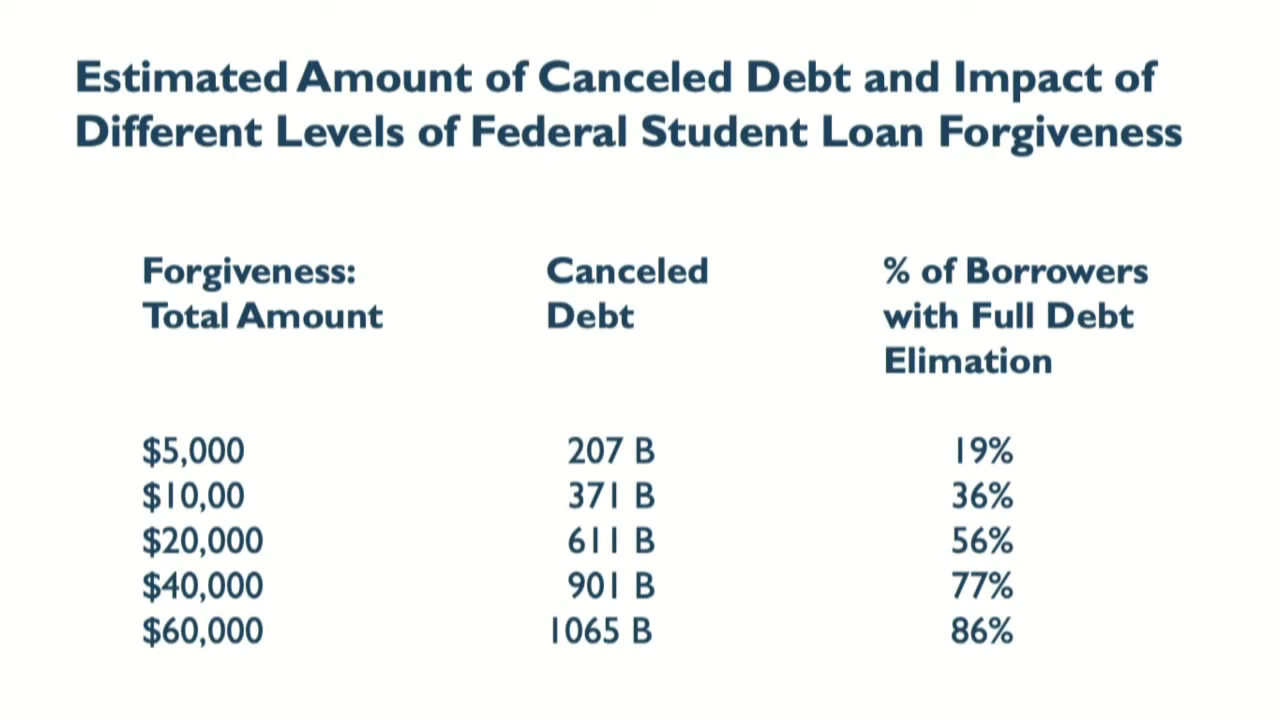 Estimated Amount of Canceled Debt and Impact of
Different Levels of Federal Student Loan Forgiveness
Forgiveness: Canceled % of Borrowers
Total Amount Debt with Full Debt
Elimation
$5,000 207 B 19%
$10,00 371 B 36%
$20,000 611 B 56%
$40,000 901 B 77%
$60,000 1065 B 86%